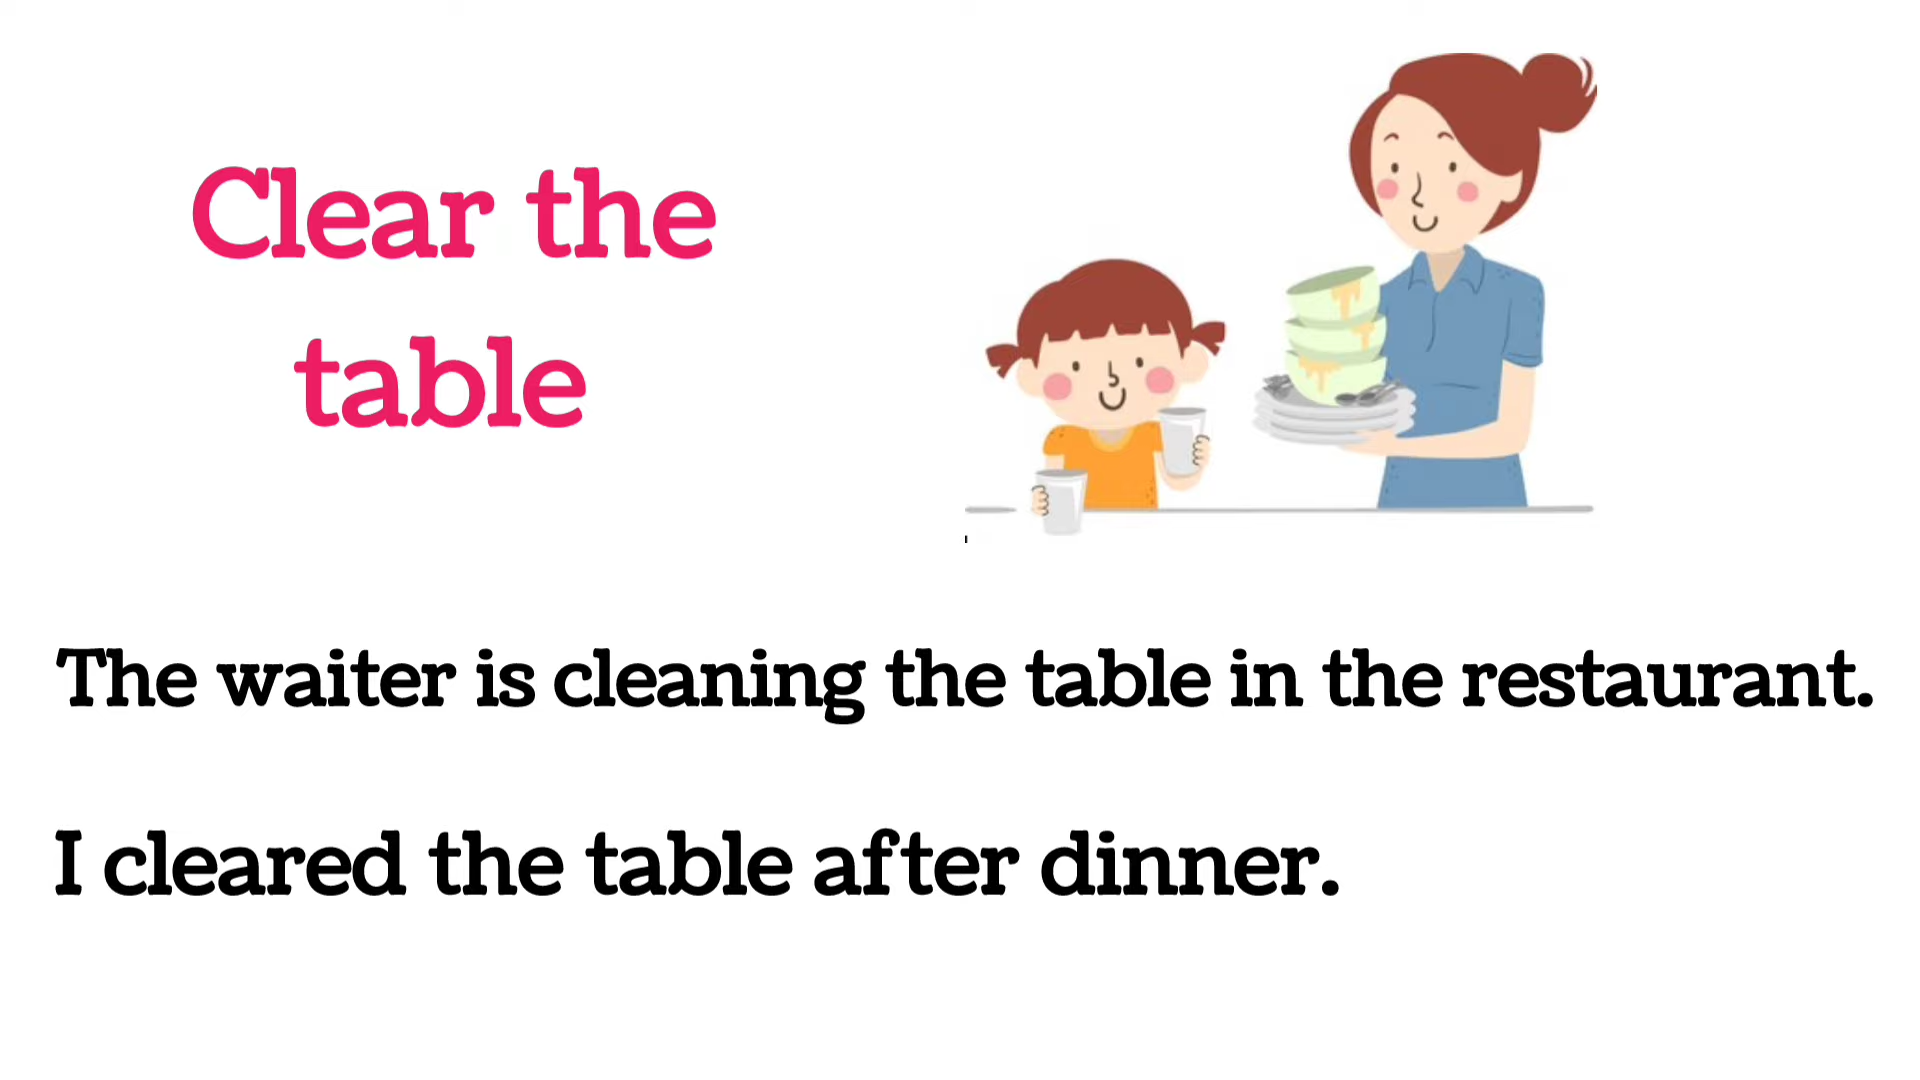 Clear the
table
The waiter is cleaning the table in the restaurant.
I cleared the table after dinner.